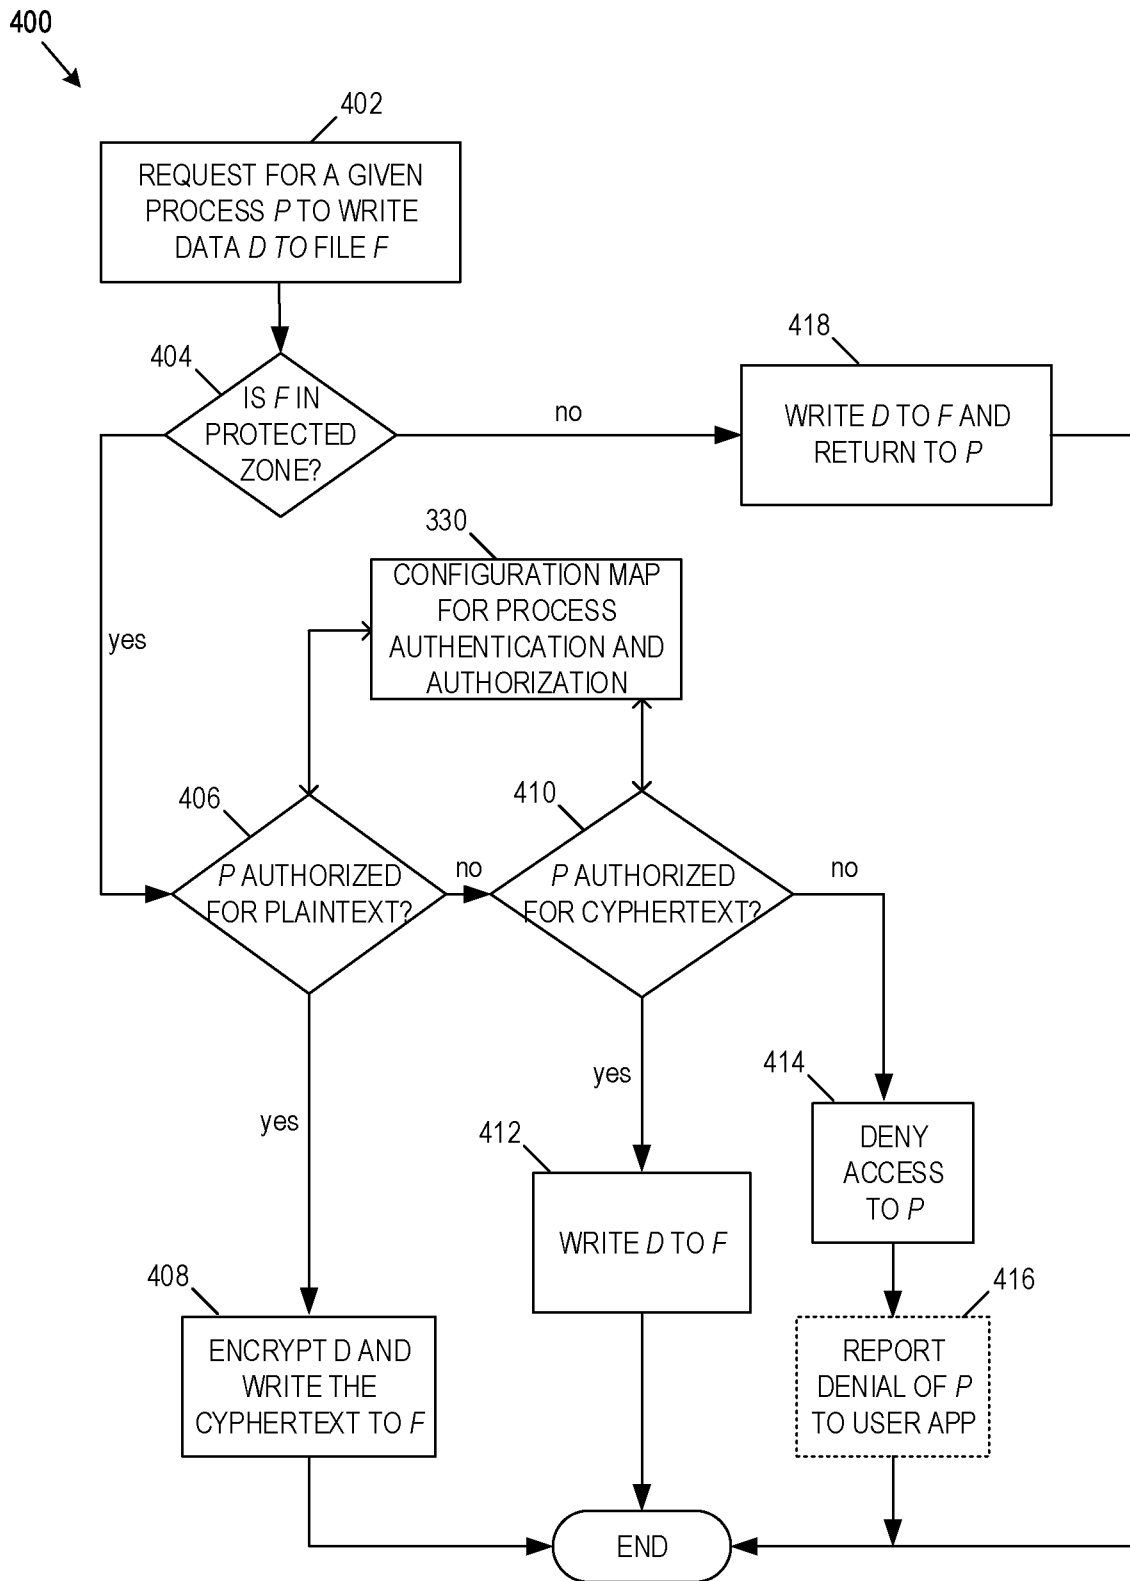 400
402
REQUEST FOR A GIVEN
PROCESS P TO WRITE
DATA D TO FILE F
404
IS F IN
PROTECTED
ZONE?
no
418
WRITE D TO F AND
RETURN TO P
yes
330
CONFIGURATION MAP
FOR PROCESS
AUTHENTICATION AND
AUTHORIZATION
406
P AUTHORIZED
FOR PLAINTEXT?
no
410
P AUTHORIZED
FOR CYPHERTEXT?
no
yes
yes
414
DENY
ACCESS
TO P
412
WRITE D TO F
408
ENCRYPT D AND
WRITE THE
CYPHERTEXT TO F
416
REPORT
DENIAL OF P
TO USER APP
END